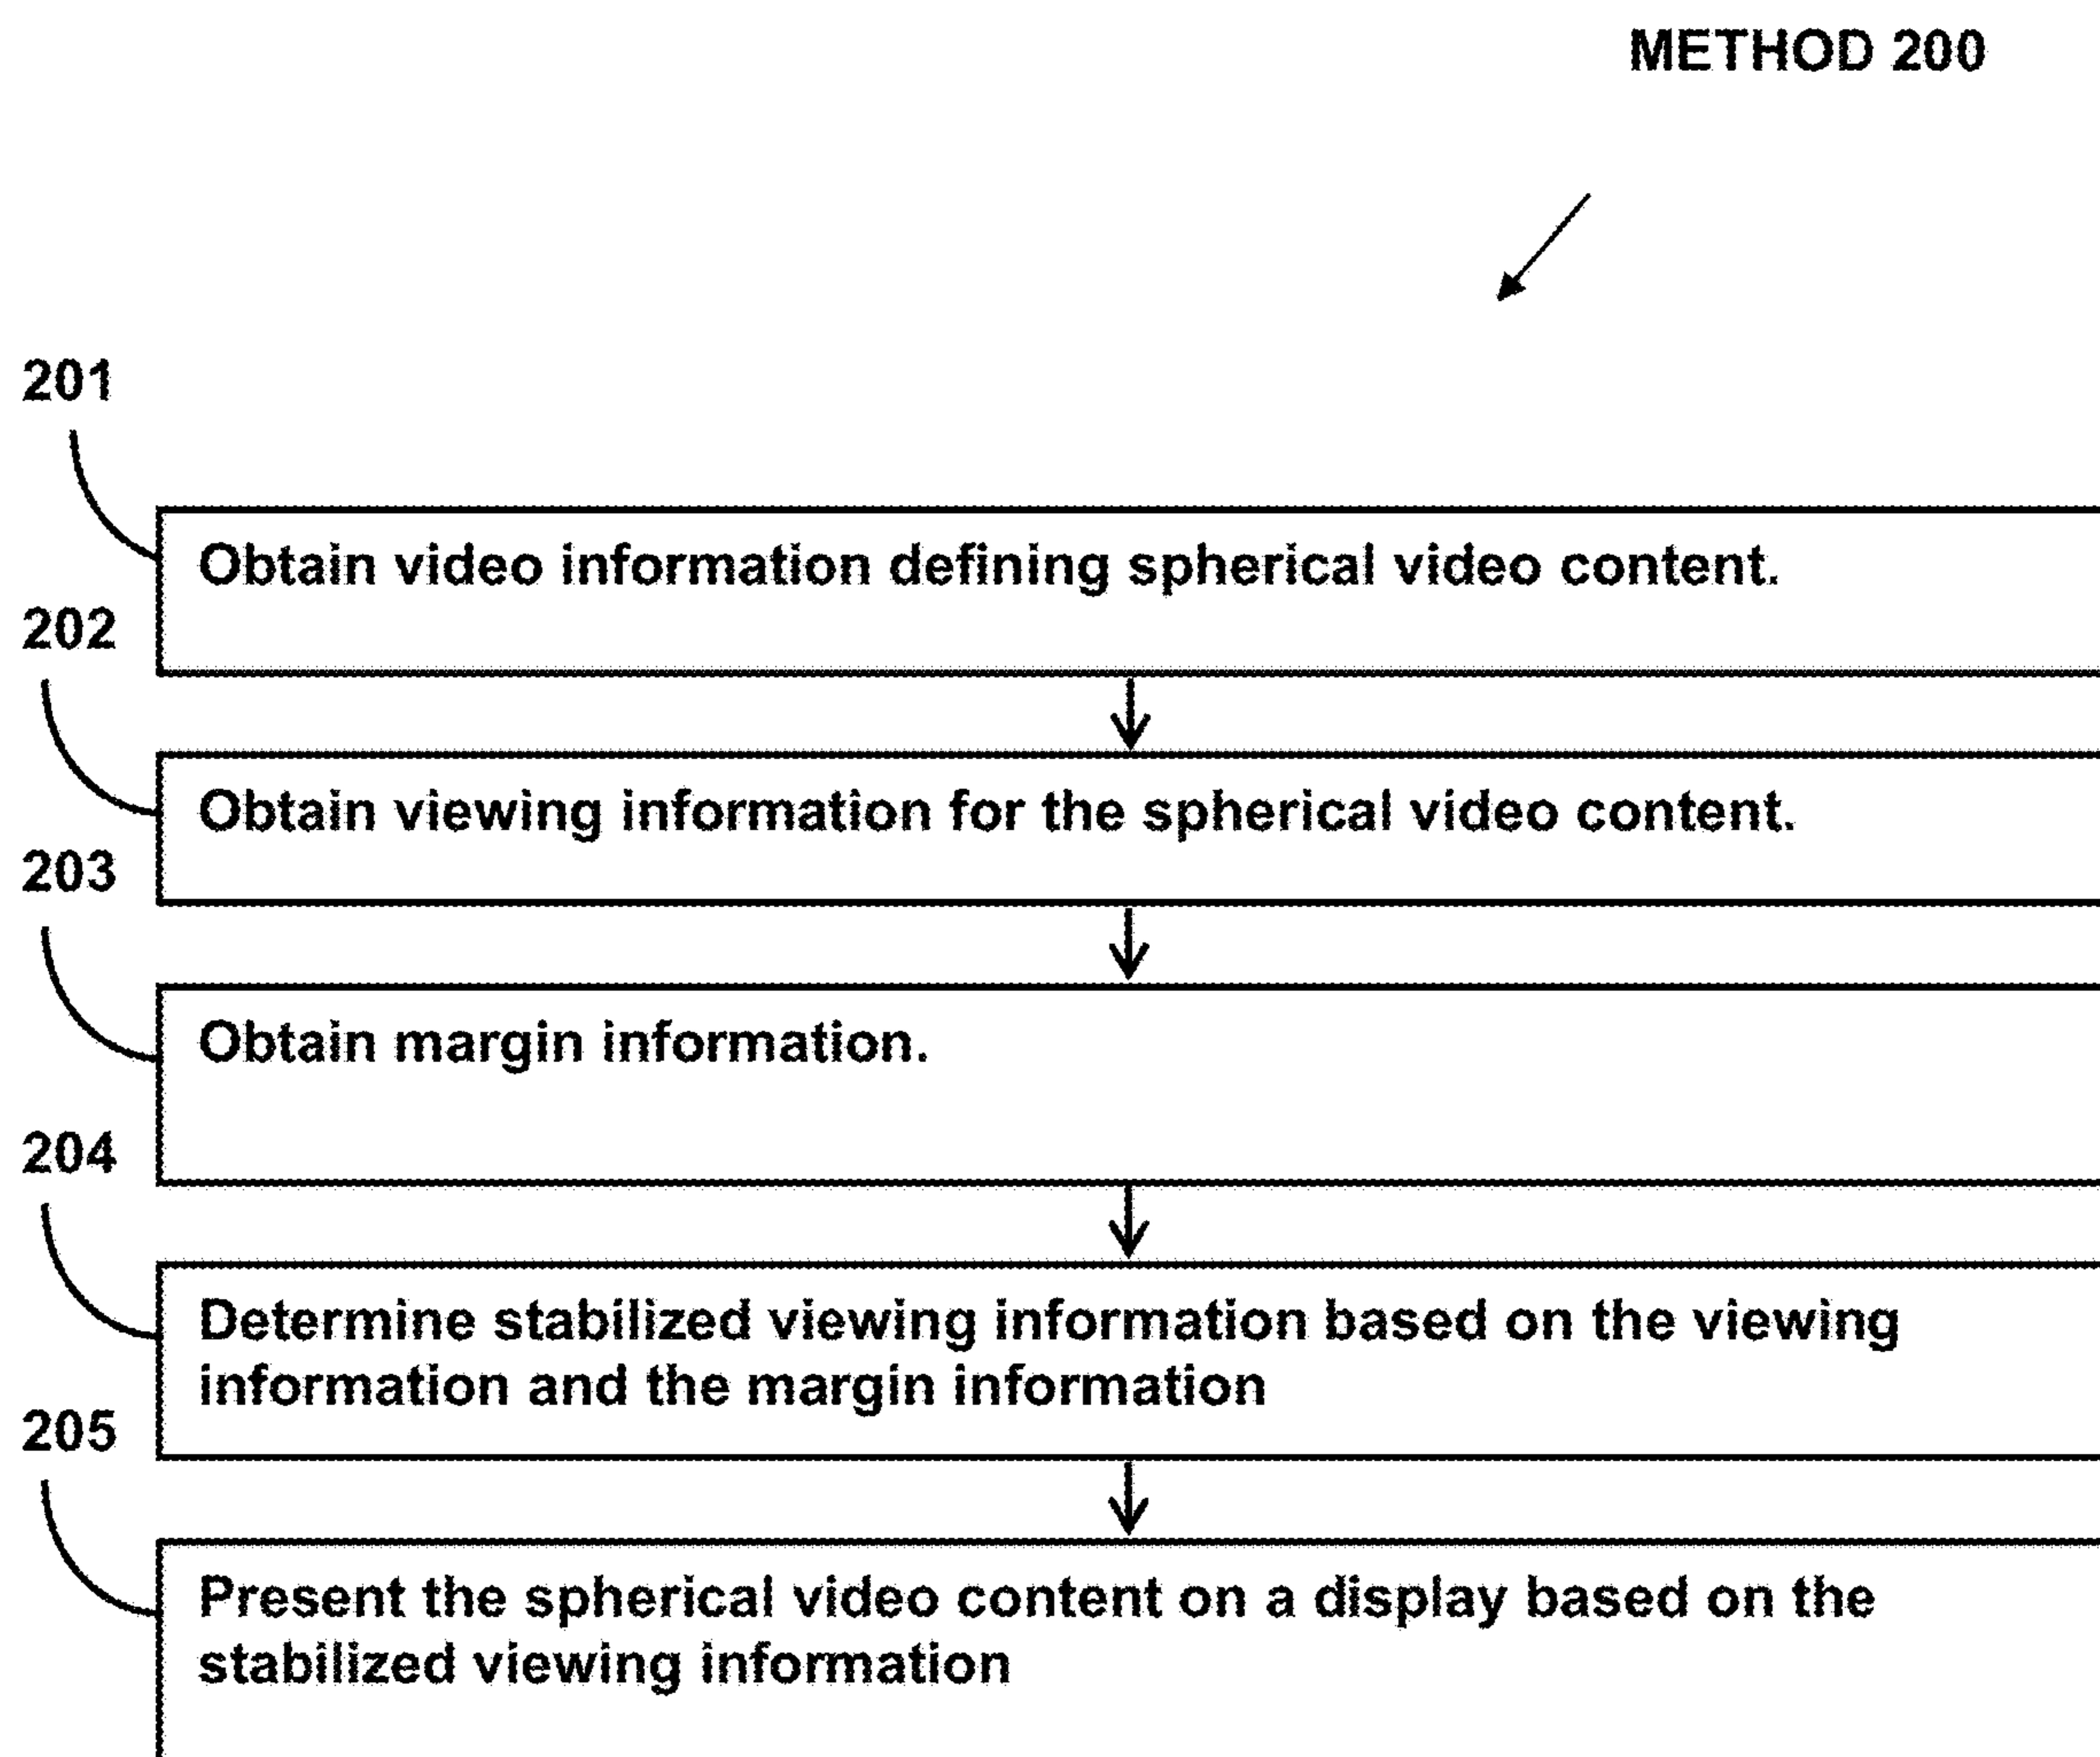 METHOD 200
201
Obtain video information defining spherical video content.
202
Obtain viewing information for the spherical video content.
203
Obtain margin information.
204
Determine stabilized viewing information based on the viewing
information and the margin information
205
Present the spherical video content on a display based on the
stabilized viewing information